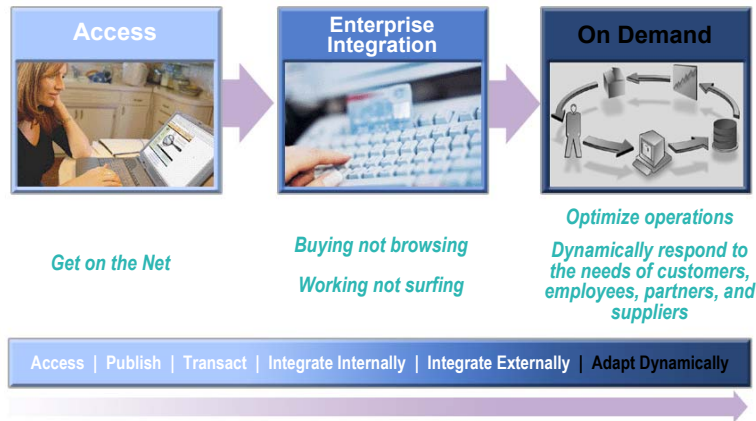 Access
Enterprise
Integration
On Demand
Get on the Net
Buying not browsing
Working not surfing
Optimize operations
Dynamically respond to
the needs of customers,
employees, partners, and
suppliers
Access | Publish | Transact | Integrate Internally | Integrate Externally | Adapt Dynamically